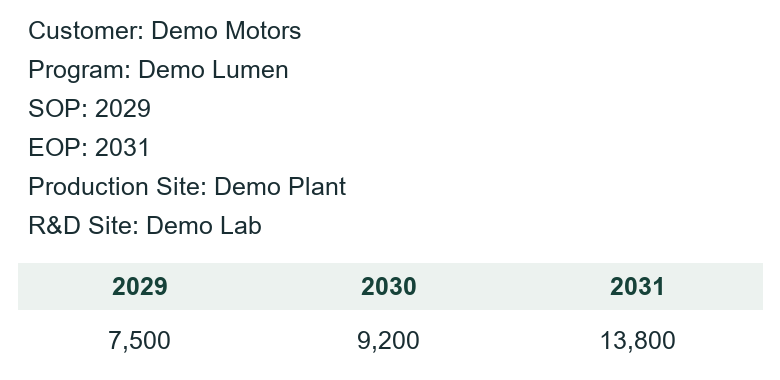 Customer: Demo Motors
Program: Demo Lumen
SOP: 2029
EOP: 2031
Production Site: Demo Plant
R&D Site: Demo Lab
2029 2030 2031
7,500 9,200 13,800